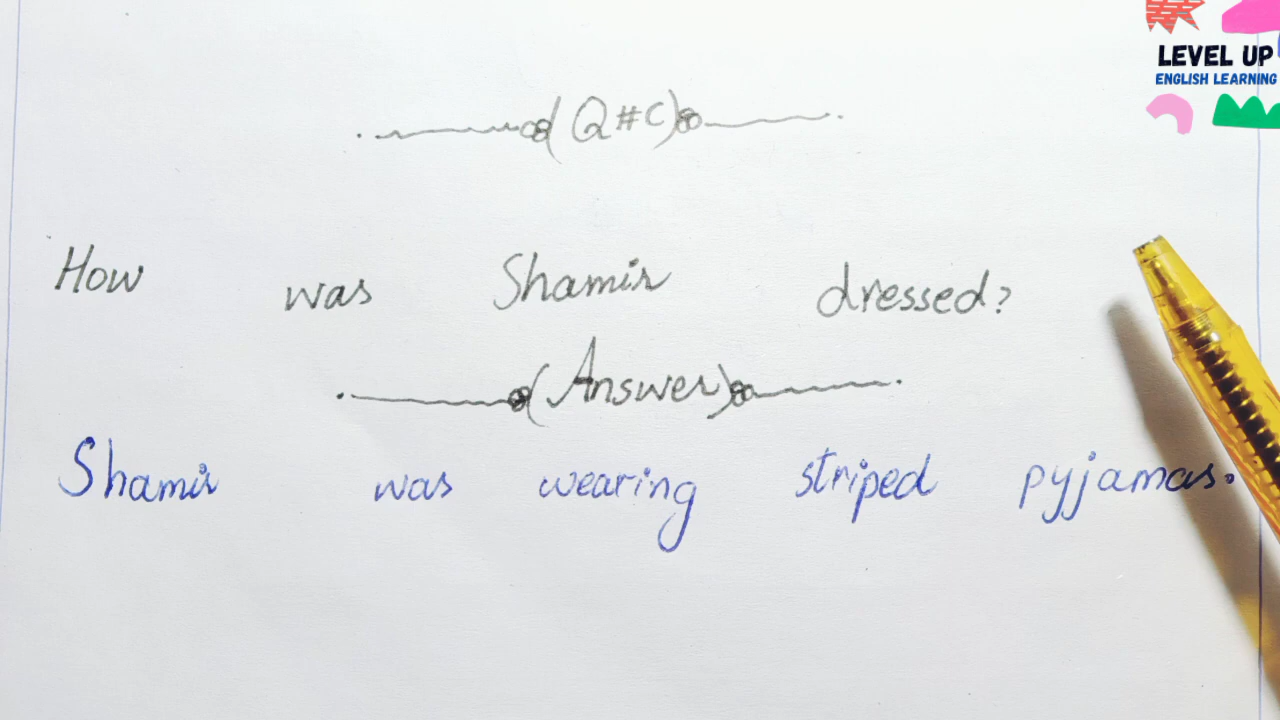 LEVEL UP
ENGLISH LEARNING
(Q#C)
How was Shamir dressed?
(Answer)
Shamir was wearing striped pyjamas.